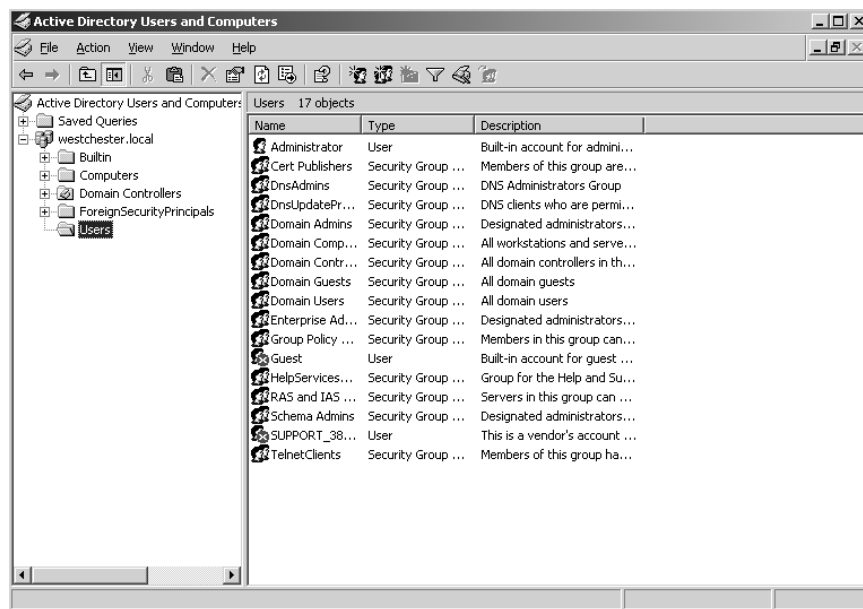 Active Directory Users and Computers
File Action View Window Help
Active Directory Users and Computers
Saved Queries
westchester.local
Builtin
Computers
Domain Controllers
ForeignSecurityPrincipals
Users
Users 17 objects
Name Type Description
Administrator User Built-in account for admini...
Cert Publishers Security Group ... Members of this group are...
DnsAdmins Security Group ... DNS Administrators Group
DnsUpdatePr... Security Group ... DNS clients who are permi...
Domain Admins Security Group ... Designated administrators...
Domain Comp... Security Group ... All workstations and serve...
Domain Contr... Security Group ... All domain controllers in th...
Domain Guests Security Group ... All domain guests
Domain Users Security Group ... All domain users
Enterprise Ad... Security Group ... Designated administrators...
Group Policy ... Security Group ... Members in this group can...
Guest User Built-in account for guest ...
HelpServices... Security Group ... Group for the Help and Su...
RAS and IAS ... Security Group ... Servers in this group can ...
Schema Admins Security Group ... Designated administrators...
SUPPORT_38... User This is a vendor's account ...
TelnetClients Security Group ... Members of this group ha...